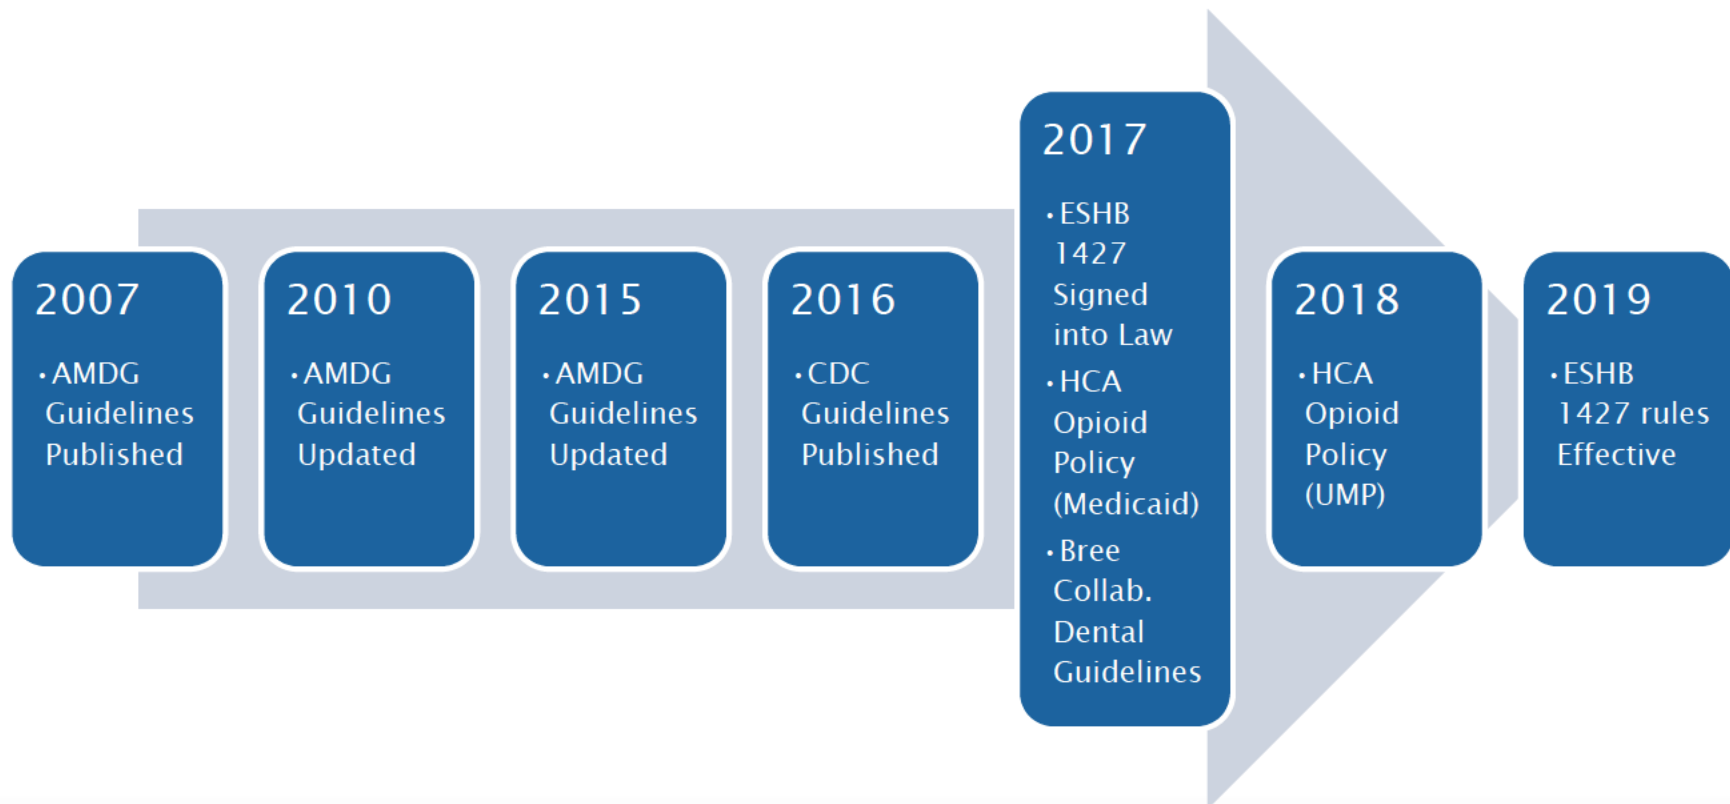 2007
• AMDG
Guidelines
Published
2010
• AMDG
Guidelines
Updated
2015
• AMDG
Guidelines
Updated
2016
• CDC
Guidelines
Published
2017
• ESHB
1427
Signed
into Law
• HCA
Opioid
Policy
(Medicaid)
• Bree
Collab.
Dental
Guidelines
2018
• HCA
Opioid
Policy
(UMP)
2019
• ESHB
1427 rules
Effective